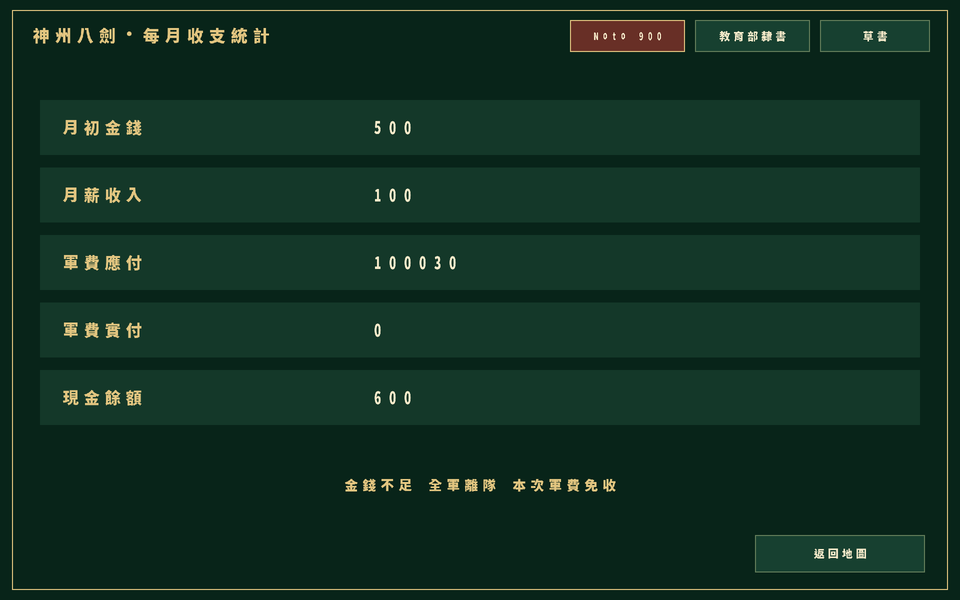 神州八劍・每月收支統計
Noto 900
教育部隸書
草書
月初金錢 500
月薪收入 100
軍費應付 100030
軍費實付 0
現金餘額 600
金錢不足 全軍離隊 本次軍費免收
返回地圖